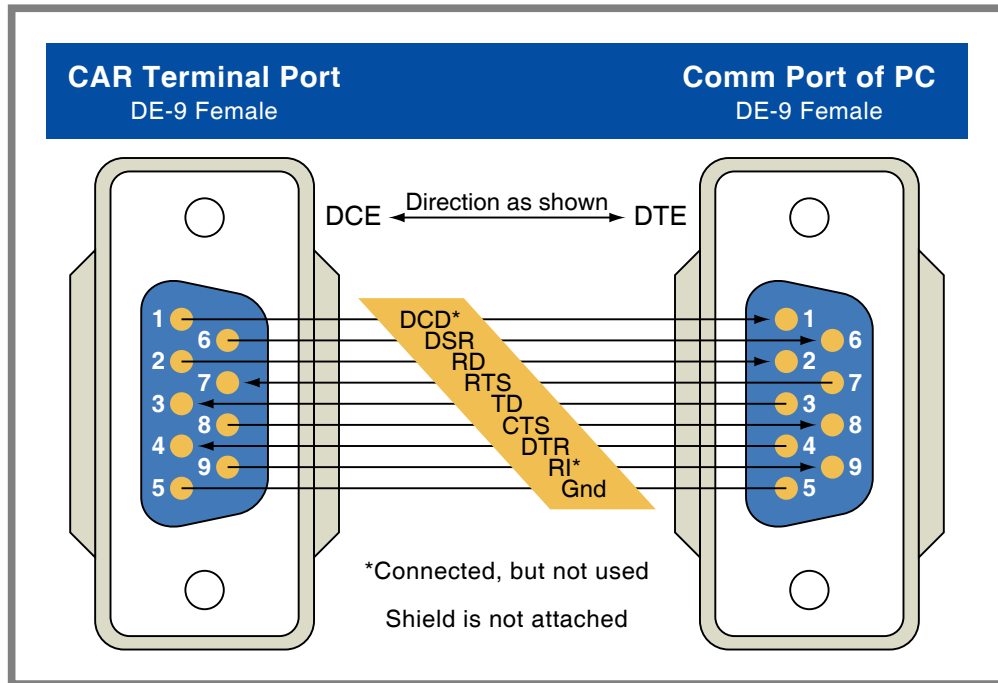 CAR Terminal Port
DE-9 Female
Comm Port of PC
DE-9 Female
DCE
Direction as shown
DTE
1
6
2
7
3
8
4
9
5
DCD*
DSR
RD
RTS
TD
CTS
DTR
RI*
Gnd
1
6
2
7
3
8
4
9
5
*Connected, but not used
Shield is not attached